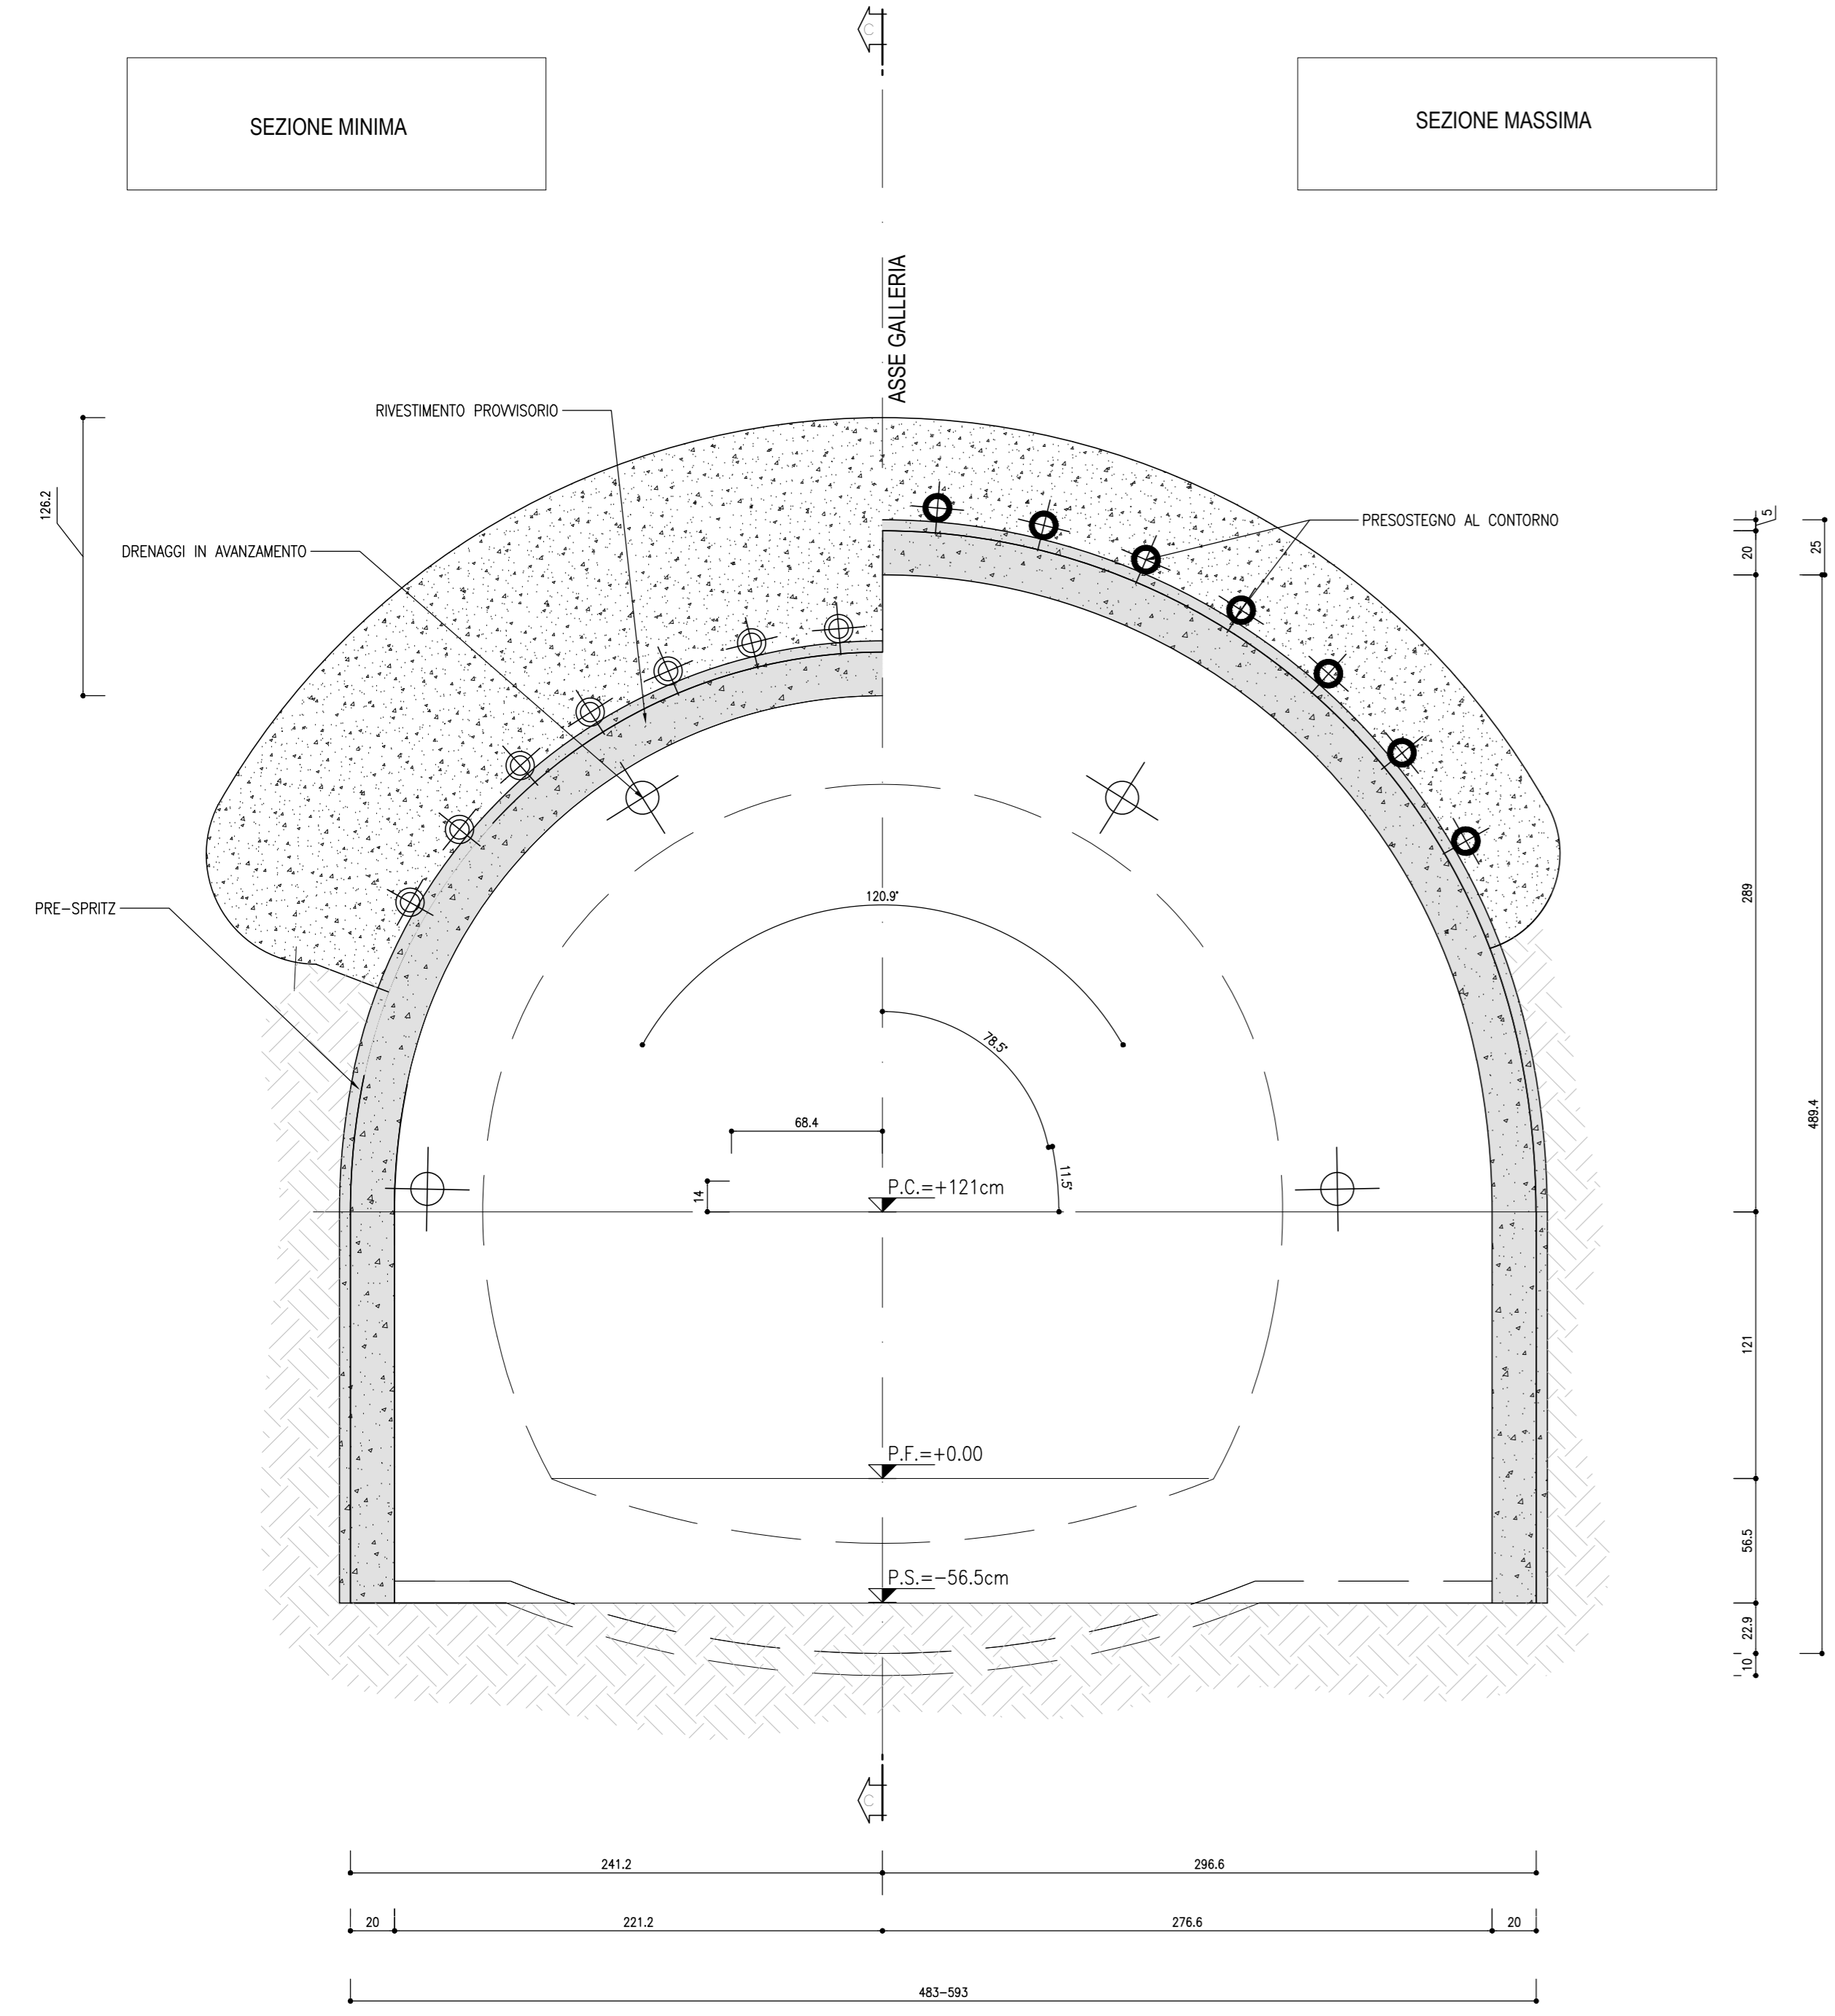 C
SEZIONE MINIMA
SEZIONE MASSIMA
ASSE GALLERIA
RIVESTIMENTO PROVVISORIO
126.2
DRENAGGI IN AVANZAMENTO
PRESOSTEGNO AL CONTORNO
5
20
25
PRE-SPRITZ
120.9°
289
78.5°
68.4
489.4
11.5°
14
P.C.=+121cm
121
P.F.=+0.00
56.5
P.S.=-56.5cm
22.9
10
C
241.2
296.6
20
221.2
276.6
20
483-593